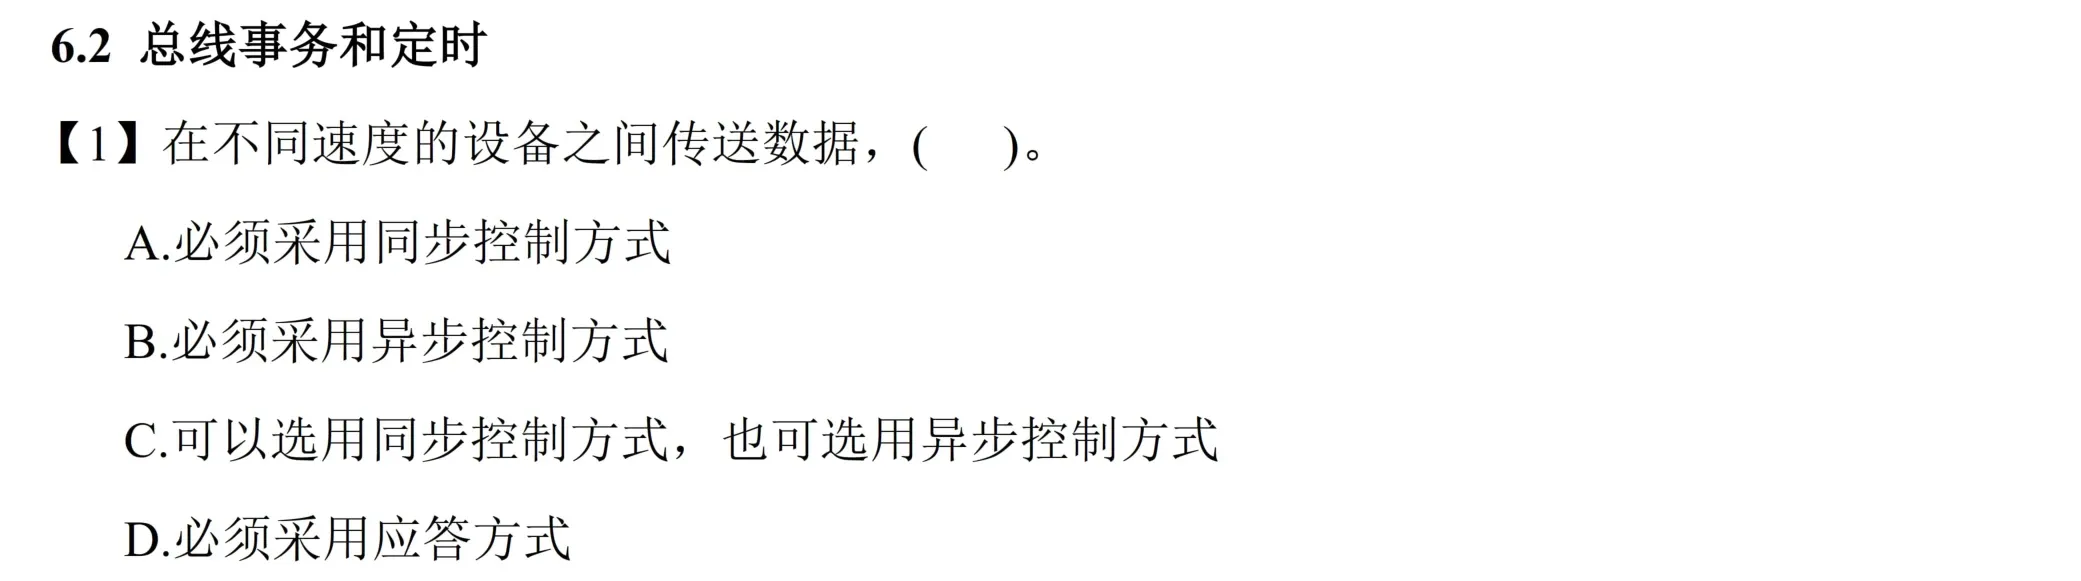 6.2 总线事务和定时
【1】在不同速度的设备之间传送数据，( )。
A.必须采用同步控制方式
B.必须采用异步控制方式
C.可以选用同步控制方式，也可选用异步控制方式
D.必须采用应答方式